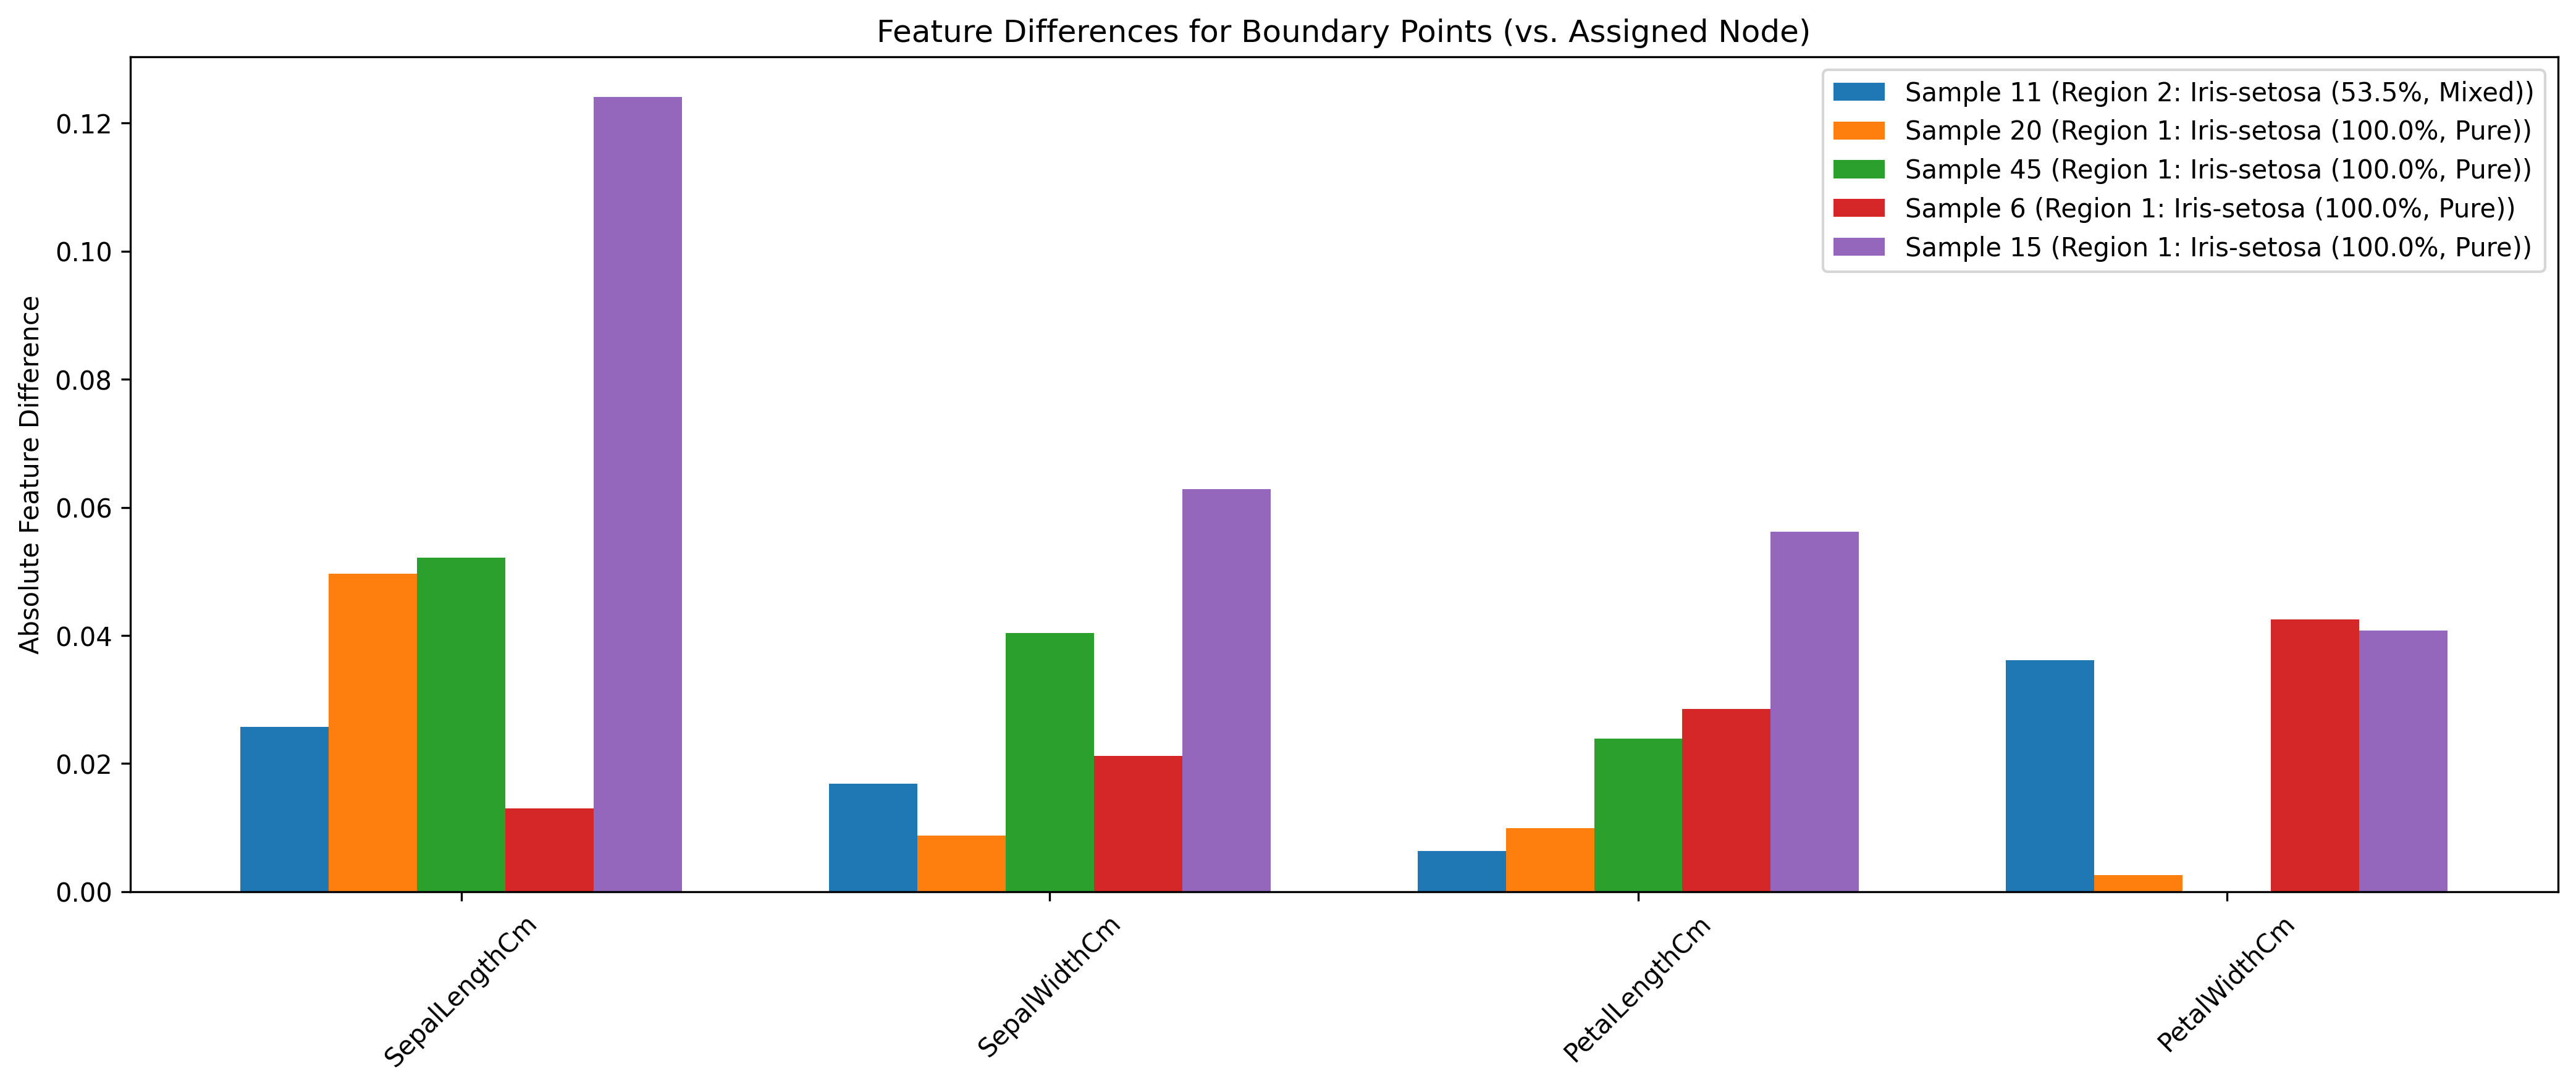 Feature Differences for Boundary Points (vs. Assigned Node)
Sample 11 (Region 2: Iris-setosa (53.5%, Mixed))
Sample 20 (Region 1: Iris-setosa (100.0%, Pure))
Sample 45 (Region 1: Iris-setosa (100.0%, Pure))
Sample 6 (Region 1: Iris-setosa (100.0%, Pure))
Sample 15 (Region 1: Iris-setosa (100.0%, Pure))
Absolute Feature Difference
0.12
0.10
0.08
0.06
0.04
0.02
0.00
SepalLengthCm
SepalWidthCm
PetalLengthCm
PetalWidthCm